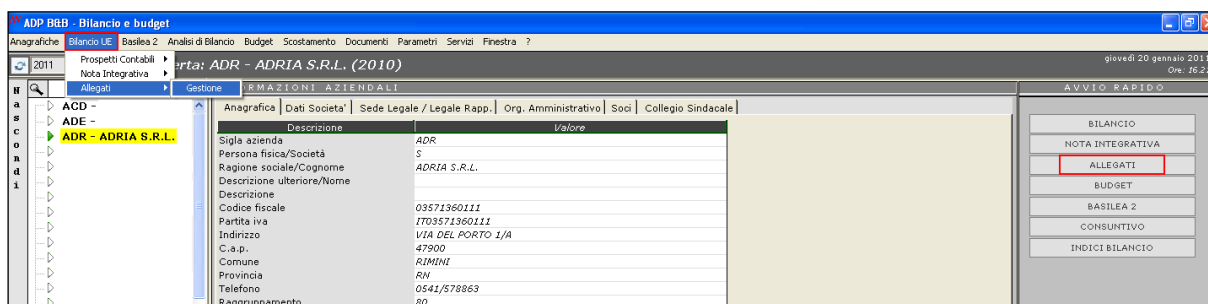 ADP B&B - Bilancio e budget
Anagrafiche Bilancio UE Basilea 2 Analisi di Bilancio Budget Scostamento Documenti Parametri Servizi Finestra ?
2011 erta: ADR - ADRIA S.R.L. (2010)
giovedì 20 gennaio 2011
Ore: 16.2
Prospetti Contabili
Nota Integrativa
Allegati Gestione
Nascondi
ACD -
ADE -
ADR - ADRIA S.R.L.
RMAZIONI AZIENDALI
Anagrafica Dati Societa' Sede Legale / Legale Rapp. Org. Amministrativo Soci Collegio Sindacale
Descrizione Valore
Sigla azienda ADR
Persona fisica/Società S
Ragione sociale/Cognome ADRIA S.R.L.
Descrizione ulteriore/Nome
Descrizione
Codice fiscale 03571360111
Partita iva IT03571360111
Indirizzo VIA DEL PORTO 1/A
C.a.p. 47900
Comune RIMINI
Provincia RN
Telefono 0541/578863
Raggruppamento 80
AVVIO RAPIDO
BILANCIO
NOTA INTEGRATIVA
ALLEGATI
BUDGET
BASILEA 2
CONSUNTIVO
INDICI BILANCIO